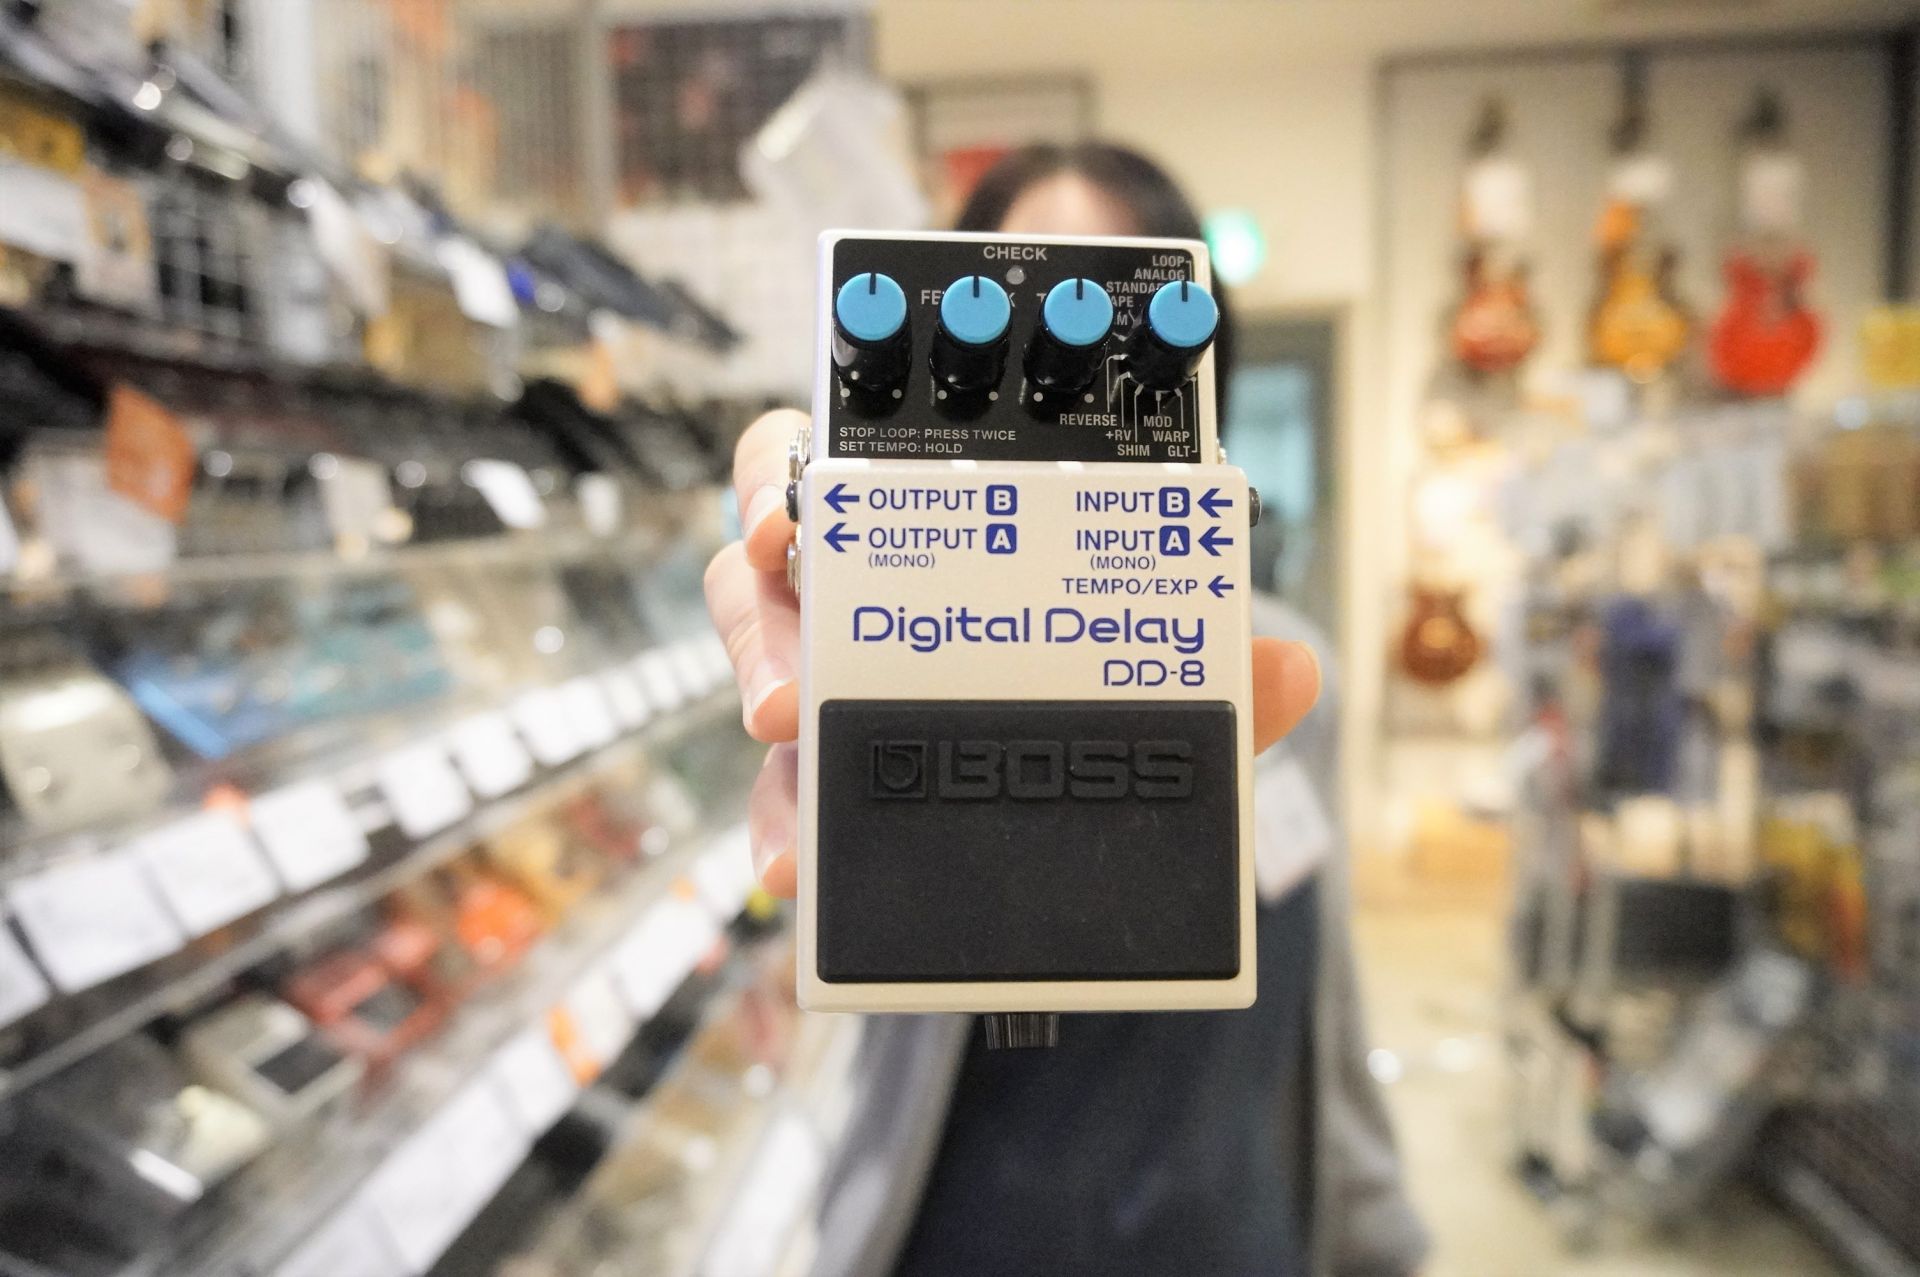 CHECK
LOOP
ANALOG
REVERSE
MOD
+RV
WARP
SHIM
GLT
STOP LOOP: PRESS TWICE
SET TEMPO: HOLD
OUTPUT B
INPUT B
OUTPUT A
INPUT A
(MONO)
(MONO)
TEMPO/EXP
Digital Delay
DD-8
BOSS